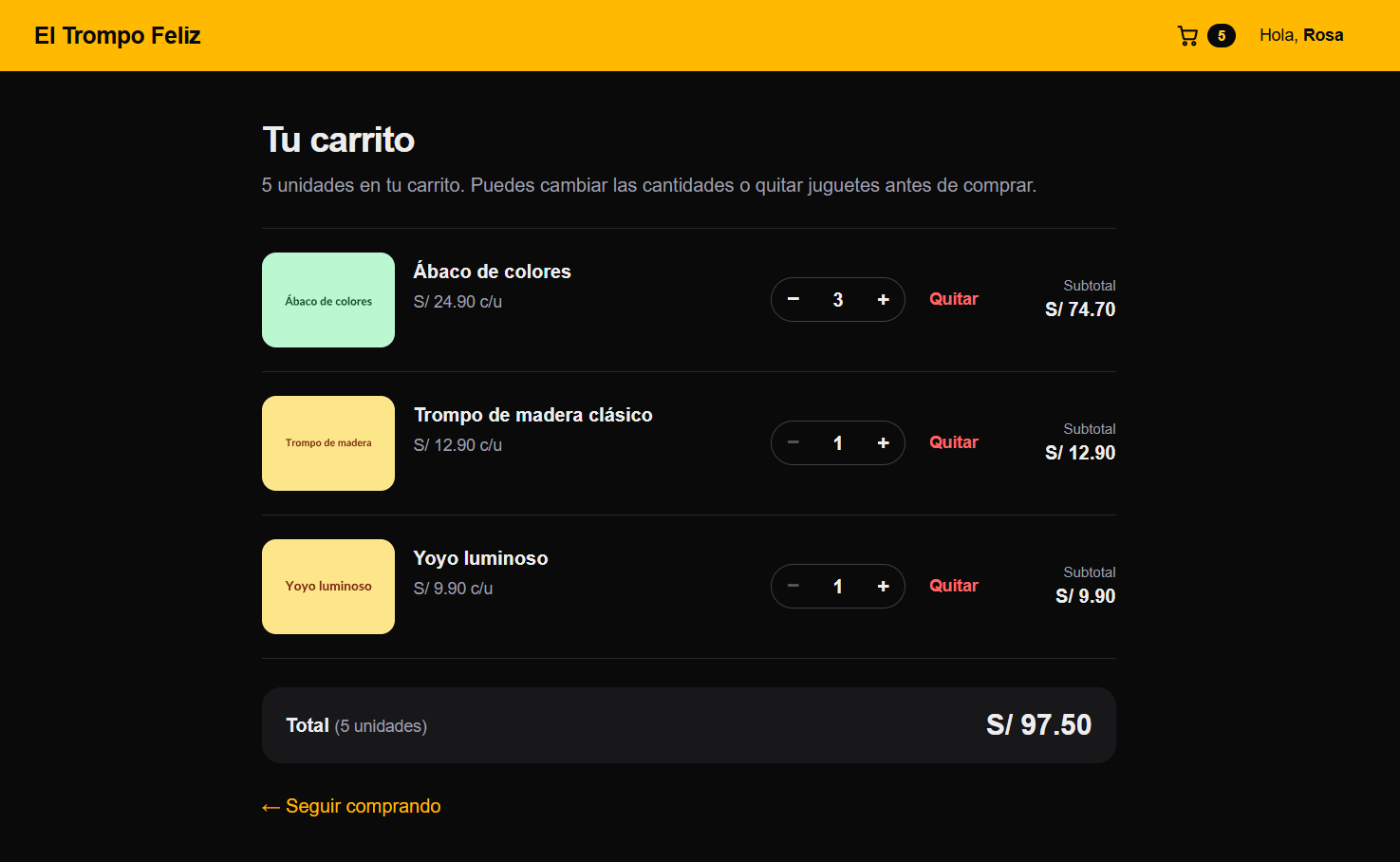 El Trompo Feliz
5
Hola, Rosa
Tu carrito
5 unidades en tu carrito. Puedes cambiar las cantidades o quitar juguetes antes de comprar.
Ábaco de colores
Ábaco de colores
S/ 24.90 c/u
− 3 +
Quitar
Subtotal
S/ 74.70
Trompo de madera
Trompo de madera clásico
S/ 12.90 c/u
− 1 +
Quitar
Subtotal
S/ 12.90
Yoyo luminoso
Yoyo luminoso
S/ 9.90 c/u
− 1 +
Quitar
Subtotal
S/ 9.90
Total (5 unidades)
S/ 97.50
← Seguir comprando